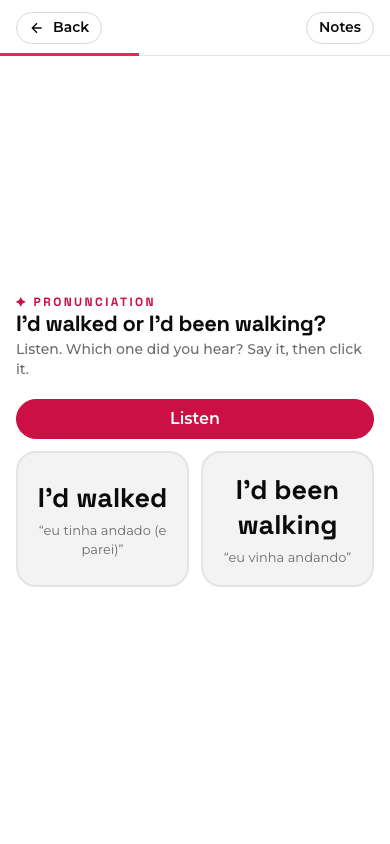 Back
Notes
PRONUNCIATION
I'd walked or I'd been walking?
Listen. Which one did you hear? Say it, then click
it.
Listen
I'd walked
“eu tinha andado (e
parei)”
I'd been
walking
“eu vinha andando”